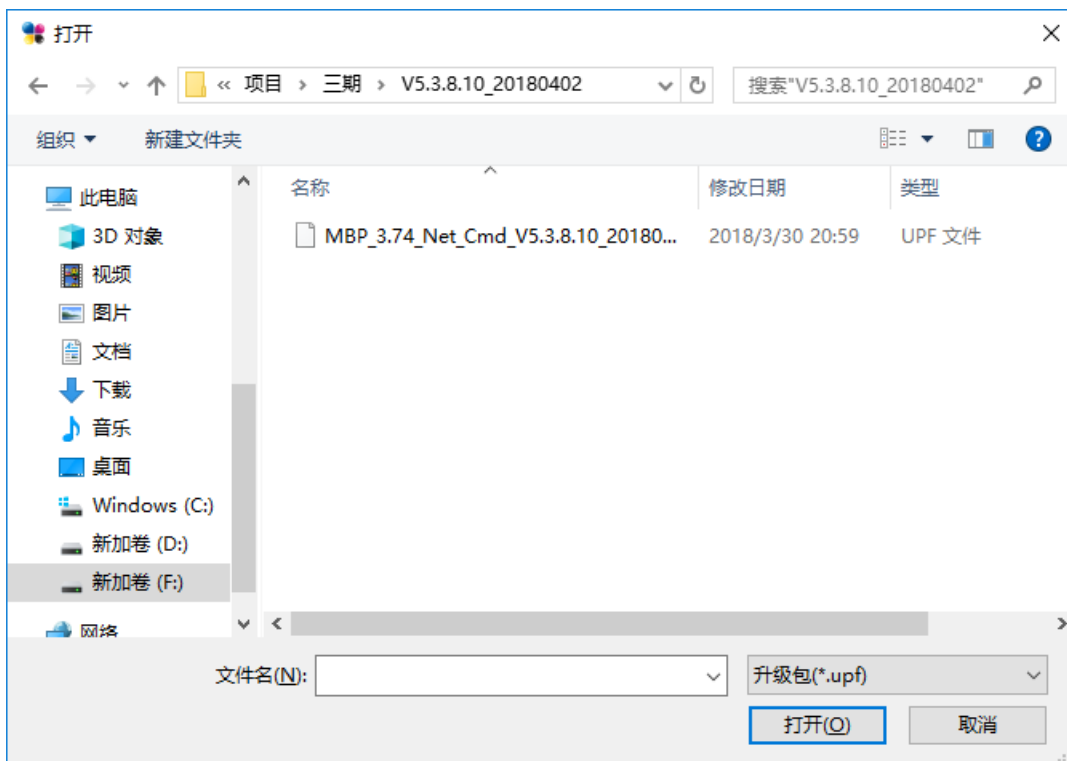 打开
« 项目 › 三期 › V5.3.8.10_20180402
搜索"V5.3.8.10_20180402"
组织 新建文件夹
名称 修改日期 类型
MBP_3.74_Net_Cmd_V5.3.8.10_20180... 2018/3/30 20:59 UPF 文件
此电脑
3D 对象
视频
图片
文档
下载
音乐
桌面
Windows (C:)
新加卷 (D:)
新加卷 (F:)
网络
文件名(N):
升级包(*.upf)
打开(O) 取消